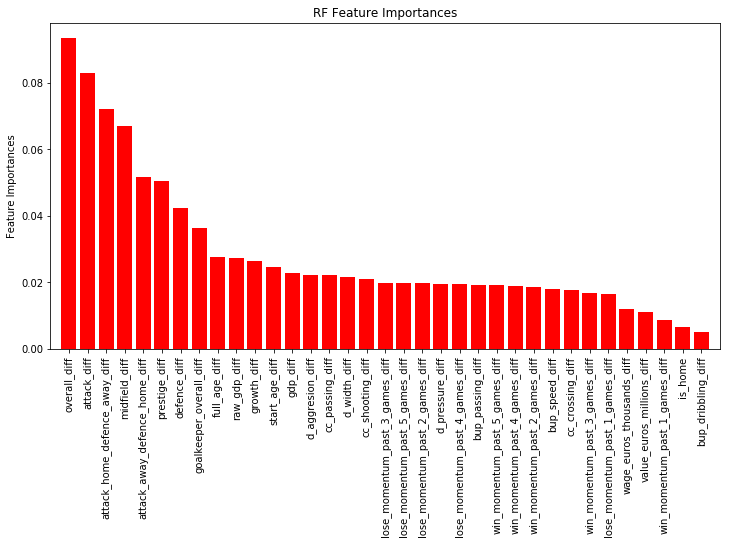 RF Feature Importances
Feature Importances
0.08
0.06
0.04
0.02
0.00
overall_diff
attack_diff
attack_home_defence_away_diff
midfield_diff
attack_away_defence_home_diff
prestige_diff
defence_diff
goalkeeper_overall_diff
full_age_diff
raw_gdp_diff
growth_diff
start_age_diff
gdp_diff
d_aggresion_diff
cc_passing_diff
d_width_diff
cc_shooting_diff
lose_momentum_past_3_games_diff
lose_momentum_past_5_games_diff
lose_momentum_past_2_games_diff
d_pressure_diff
lose_momentum_past_4_games_diff
bup_passing_diff
win_momentum_past_5_games_diff
win_momentum_past_4_games_diff
win_momentum_past_2_games_diff
bup_speed_diff
cc_crossing_diff
win_momentum_past_3_games_diff
lose_momentum_past_1_games_diff
wage_euros_thousands_diff
value_euros_millions_diff
win_momentum_past_1_games_diff
is_home
bup_dribbling_diff